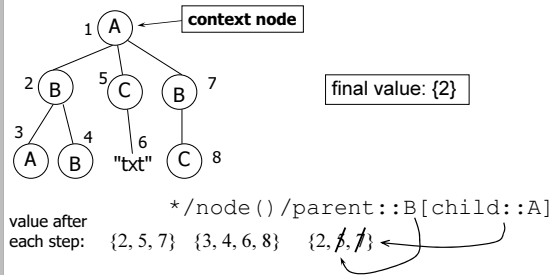 context node
1 A
2 B
5 C
B 7
final value: {2}
3 A
4 B
6 "txt"
C 8
*/node()/parent::B[child::A]
value after
each step: {2, 5, 7} {3, 4, 6, 8} {2, 5, 7}